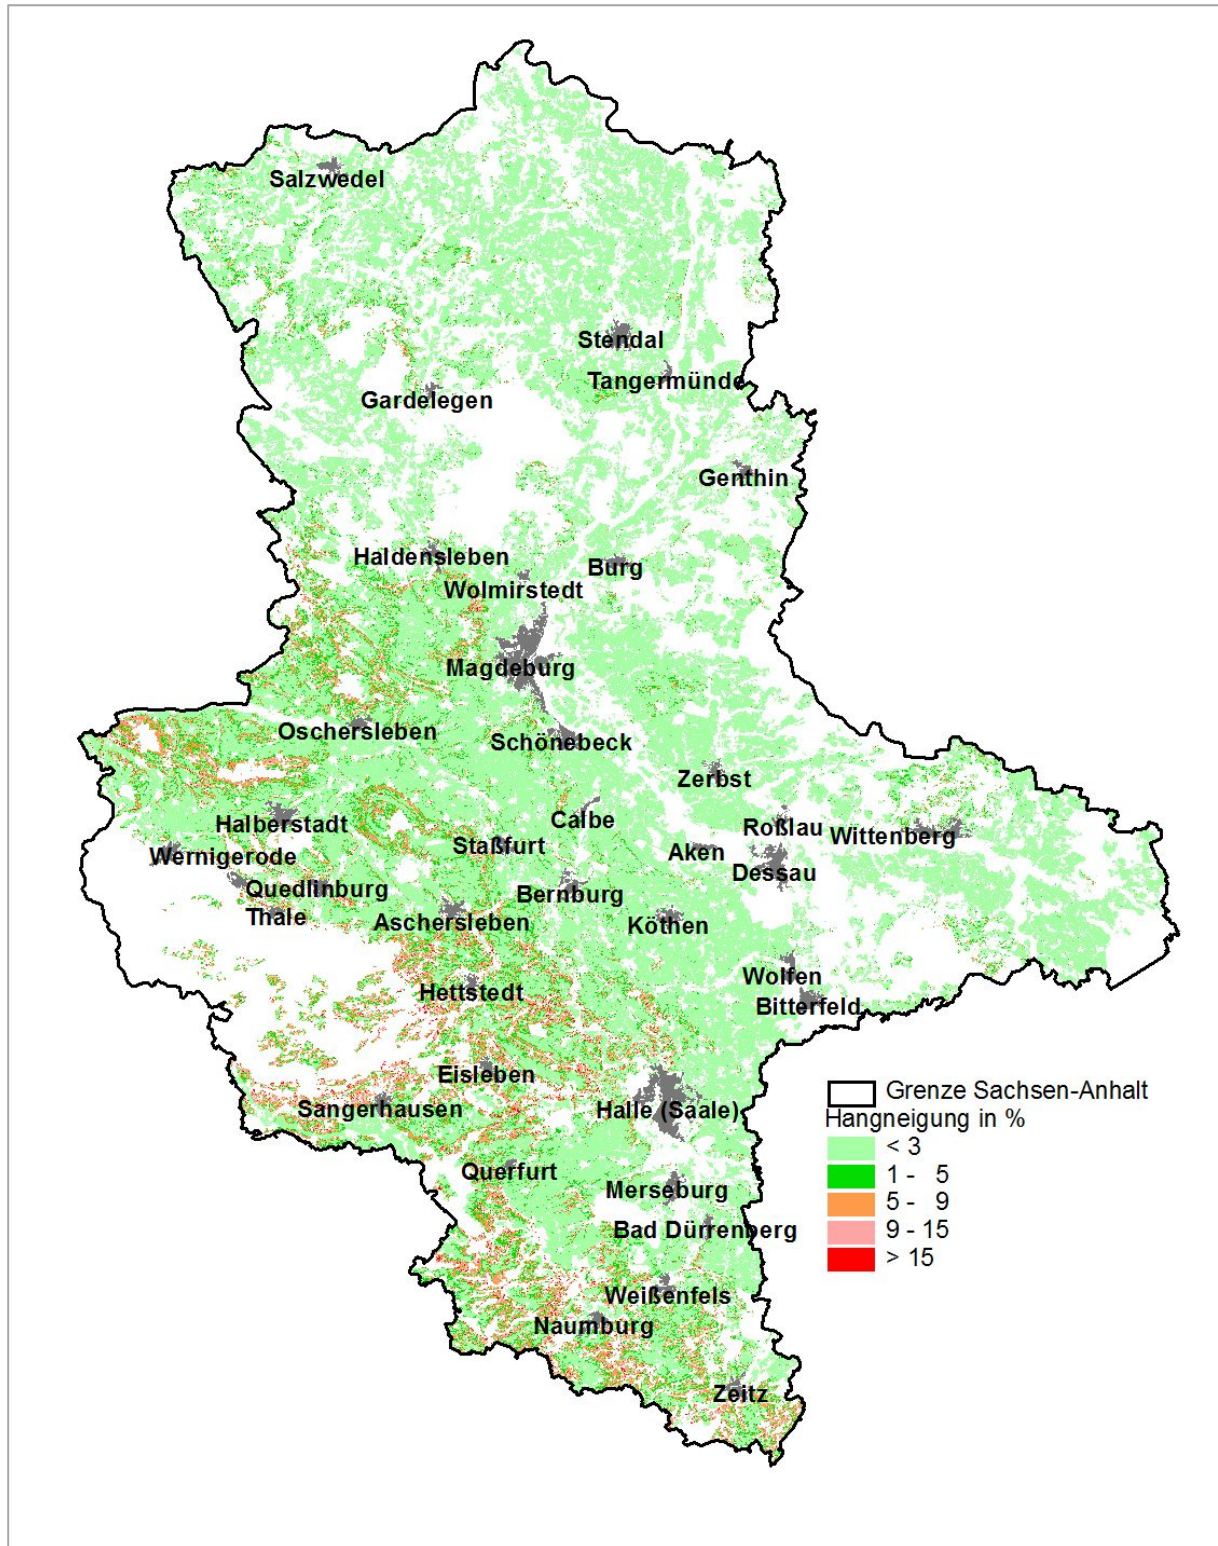 Salzwedel
Stendal
Tangermünde
Gardelegen
Genthin
Haldensleben
Burg
Wolmirstedt
Magdeburg
Oschersleben
Schönebeck
Zerbst
Halberstadt
Calbe
Roßlau
Wittenberg
Staßfurt
Aken
Wernigerode
Dessau
Quedlinburg
Bernburg
Thale
Aschersleben
Köthen
Wolfen
Hettstedt
Bitterfeld
Eisleben
Sangerhausen
Halle (Saale)
Grenze Sachsen-Anhalt
Hangneigung in %
< 3
1 - 5
5 - 9
9 - 15
> 15
Querfurt
Merseburg
Bad Dürrenberg
Weißenfels
Naumburg
Zeitz